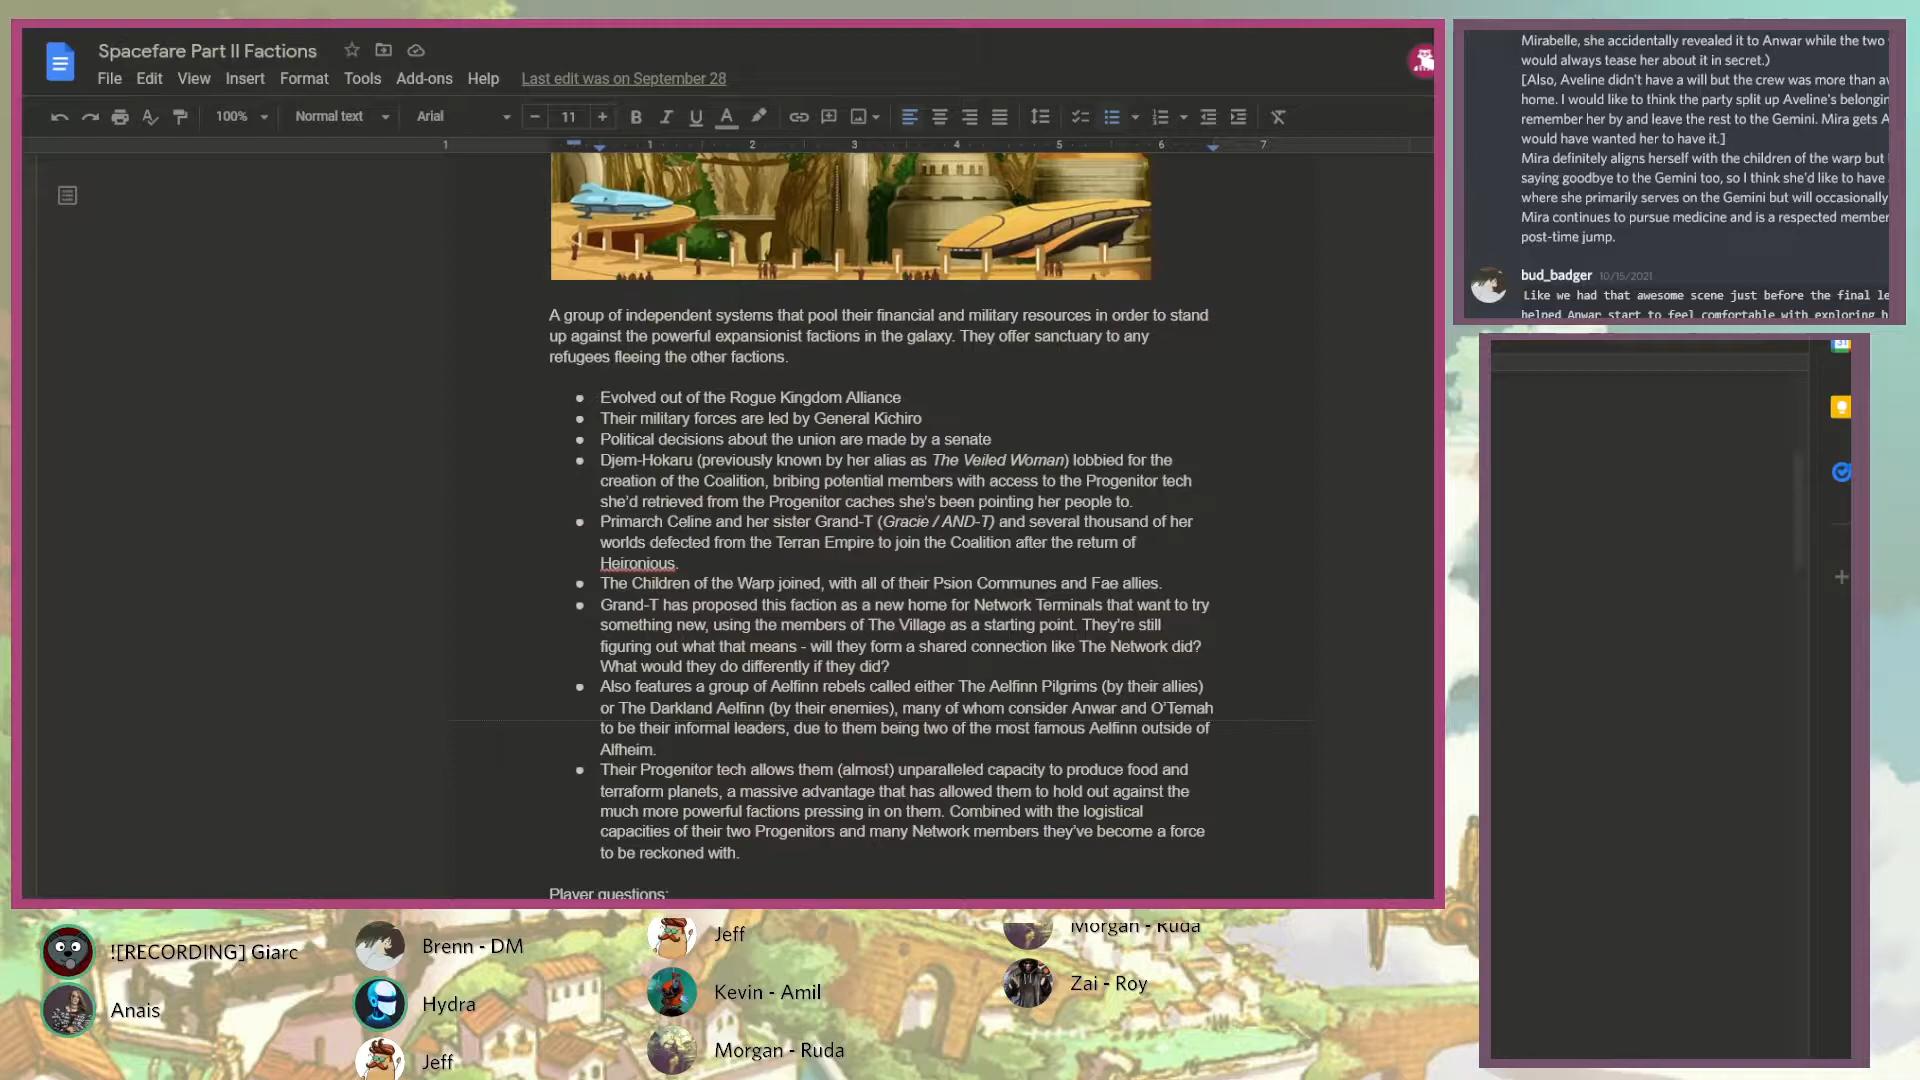 Spacefare Part II Factions
File Edit View Insert Format Tools Add-ons Help Last edit was on September 28
100% Normal text Arial 11
1 1 2 3 4 5 6 7
A group of independent systems that pool their financial and military resources in order to stand
up against the powerful expansionist factions in the galaxy. They offer sanctuary to any
refugees fleeing the other factions.
● Evolved out of the Rogue Kingdom Alliance
● Their military forces are led by General Kichiro
● Political decisions about the union are made by a senate
● Djem-Hokaru (previously known by her alias as The Veiled Woman) lobbied for the
creation of the Coalition, bribing potential members with access to the Progenitor tech
she'd retrieved from the Progenitor caches she's been pointing her people to.
● Primarch Celine and her sister Grand-T (Gracie / AND-T) and several thousand of her
worlds defected from the Terran Empire to join the Coalition after the return of
Heironious.
● The Children of the Warp joined, with all of their Psion Communes and Fae allies.
● Grand-T has proposed this faction as a new home for Network Terminals that want to try
something new, using the members of The Village as a starting point. They're still
figuring out what that means - will they form a shared connection like The Network did?
What would they do differently if they did?
● Also features a group of Aelfinn rebels called either The Aelfinn Pilgrims (by their allies)
or The Darkland Aelfinn (by their enemies), many of whom consider Anwar and O'Temah
to be their informal leaders, due to them being two of the most famous Aelfinn outside of
Alfheim.
● Their Progenitor tech allows them (almost) unparalleled capacity to produce food and
terraform planets, a massive advantage that has allowed them to hold out against the
much more powerful factions pressing in on them. Combined with the logistical
capacities of their two Progenitors and many Network members they've become a force
to be reckoned with.
Player questions:
Mirabelle, she accidentally revealed it to Anwar while the two
would always tease her about it in secret.)
[Also, Aveline didn't have a will but the crew was more than
home. I would like to think the party split up Aveline's
remember her by and leave the rest to the Gemini. Mira gets
would have wanted her to have it.]
Mira definitely aligns herself with the children of the warp but
saying goodbye to the Gemini too, so I think she'd like to have
where she primarily serves on the Gemini but will occasionally
Mira continues to pursue medicine and is a respected member
post-time jump.
bud_badger 10/15/2021
Like we had that awesome scene just before the final
helped Anwar start to feel comfortable with exploring
31
![RECORDING] Giarc
Anais
Brenn - DM
Hydra
Jeff
Jeff
Kevin - Amil
Morgan - Ruda
Morgan - Ruda
Zai - Roy